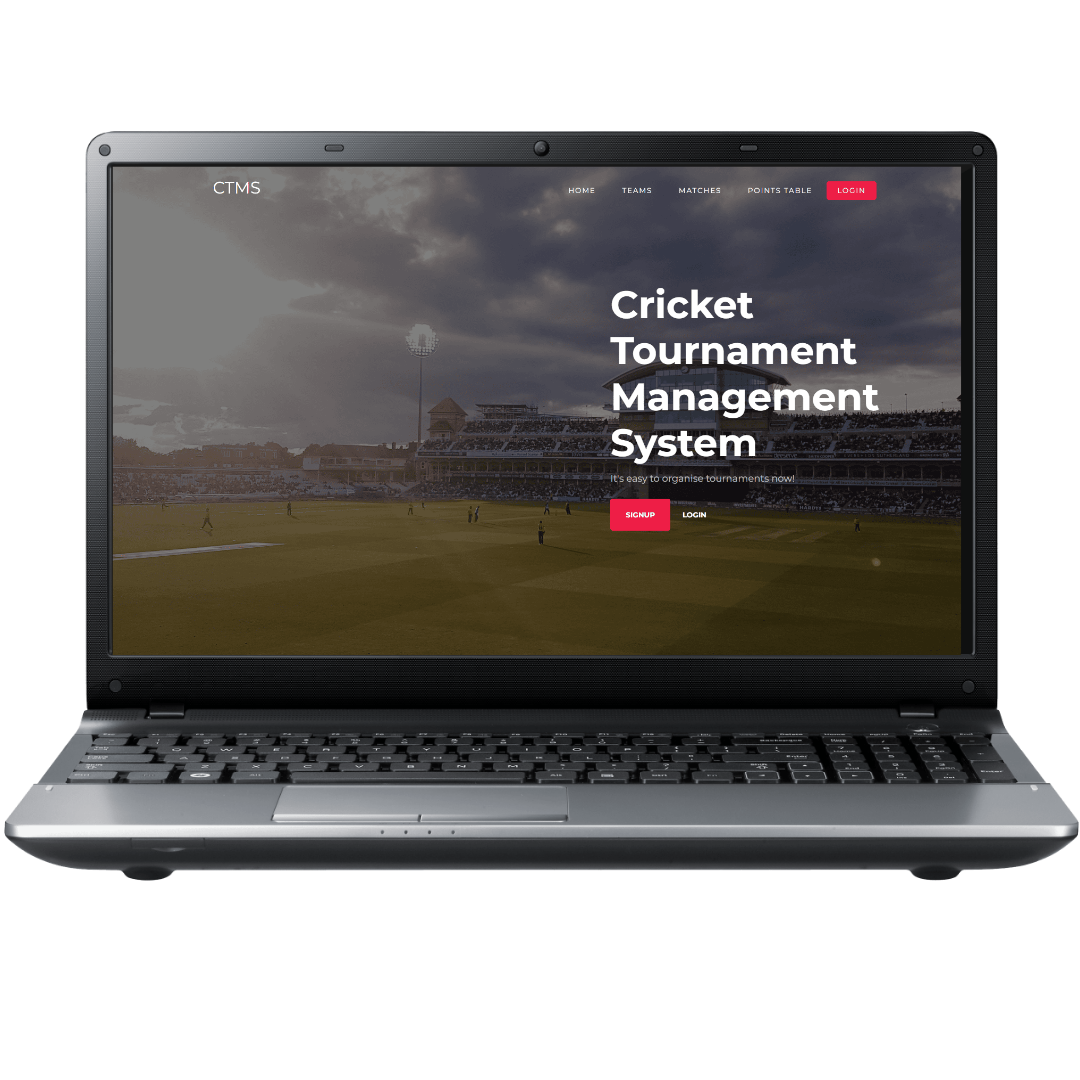 CTMS
HOME TEAMS MATCHES POINTS TABLE LOGIN
Cricket
Tournament
Management
System
It's easy to organise tournaments now!
SIGNUP LOGIN